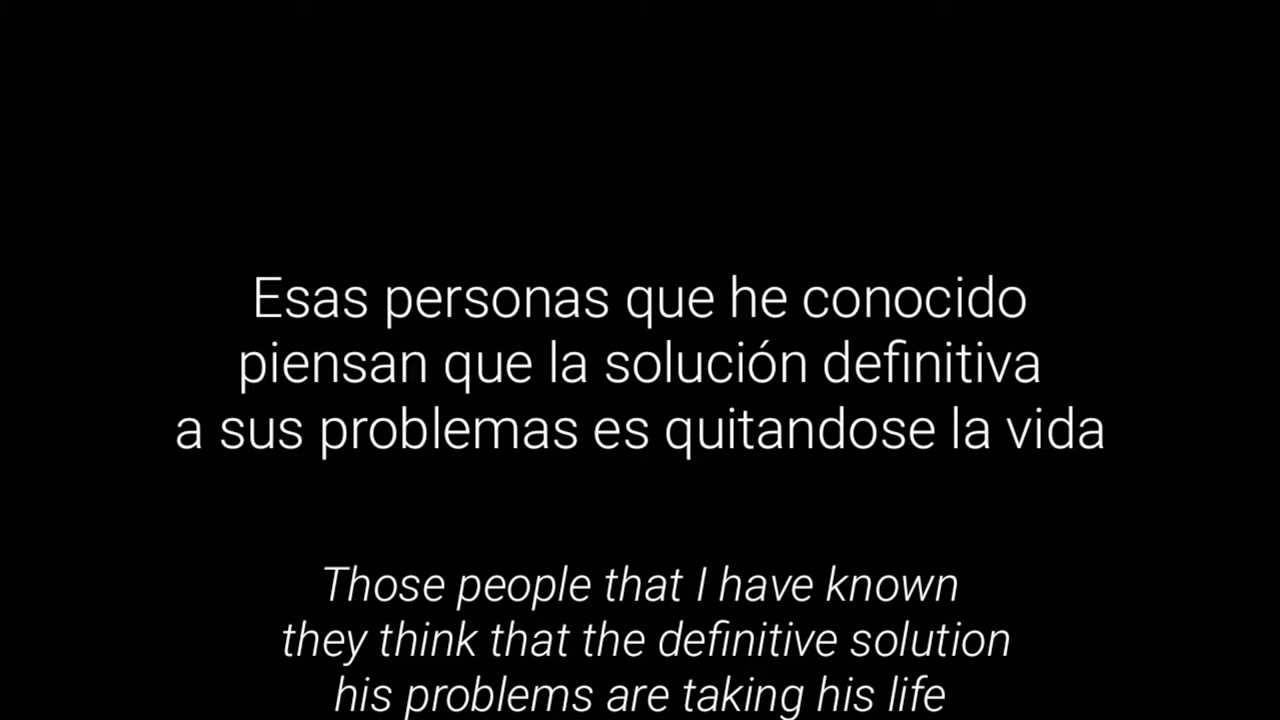 Esas personas que he conocido
piensan que la solución definitiva
a sus problemas es quitandose la vida
Those people that I have known
they think that the definitive solution
his problems are taking his life